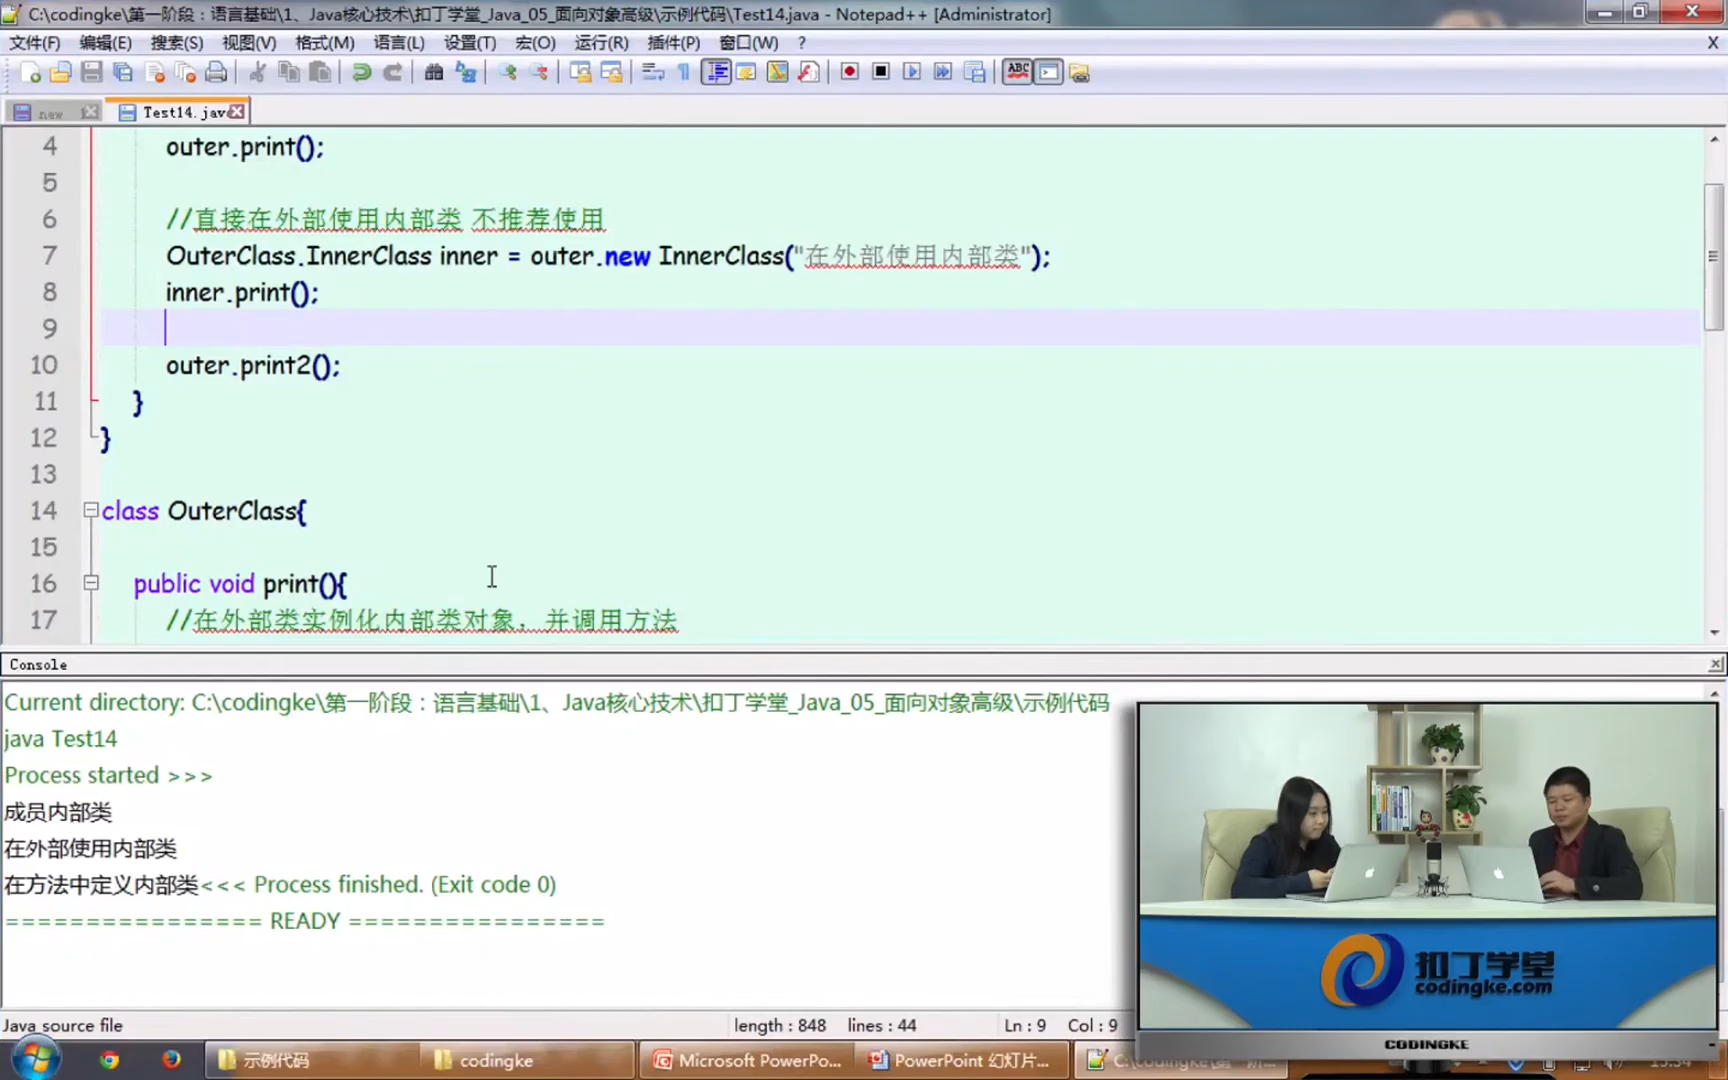 C:\codingke\第一阶段：语言基础\1、Java核心技术\扣丁学堂_Java_05_面向对象高级\示例代码\Test14.java - Notepad++ [Administrator]
文件(F) 编辑(E) 搜索(S) 视图(V) 格式(M) 语言(L) 设置(T) 宏(O) 运行(R) 插件(P) 窗口(W) ? X
ABC
new Test14.jav
4 outer.print();
5
6 //直接在外部使用内部类 不推荐使用
7 OuterClass.InnerClass inner = outer.new InnerClass("在外部使用内部类");
8 inner.print();
9
10 outer.print2();
11 }
12 }
13
14 class OuterClass{
15
16 public void print(){
17 //在外部类实例化内部类对象，并调用方法
Console
Current directory: C:\codingke\第一阶段：语言基础\1、Java核心技术\扣丁学堂_Java_05_面向对象高级\示例代码
java Test14
Process started >>>
成员内部类
在外部使用内部类
在方法中定义内部类<<< Process finished. (Exit code 0)
================ READY ================
扣丁学堂
codingke.com
CODINGKE
Java source file length : 848 lines : 44 Ln : 9 Col : 9
示例代码 codingke Microsoft PowerPo... PowerPoint 幻灯片...